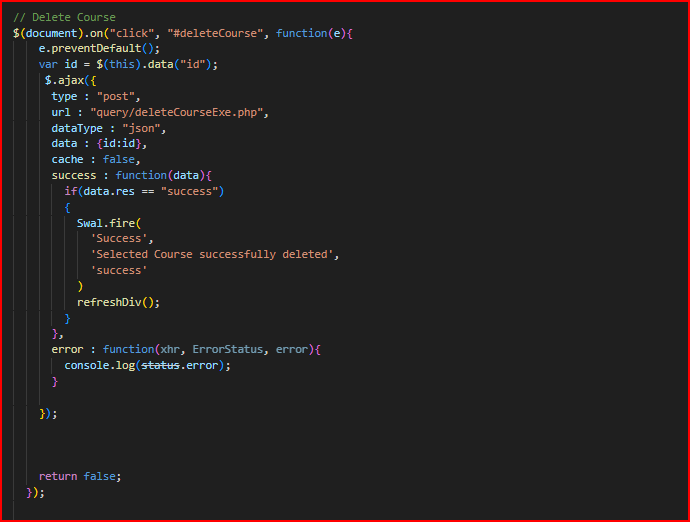 // Delete Course
$(document).on("click", "#deleteCourse", function(e){
    e.preventDefault();
    var id = $(this).data("id");
     $.ajax({
      type : "post",
      url : "query/deleteCourseExe.php",
      dataType : "json",
      data : {id:id},
      cache : false,
      success : function(data){
        if(data.res == "success")
        {
          Swal.fire(
            'Success',
            'Selected Course successfully deleted',
            'success'
          )
          refreshDiv();
        }
      },
      error : function(xhr, ErrorStatus, error){
        console.log(status.error);
      }
    });
    return false;
  });